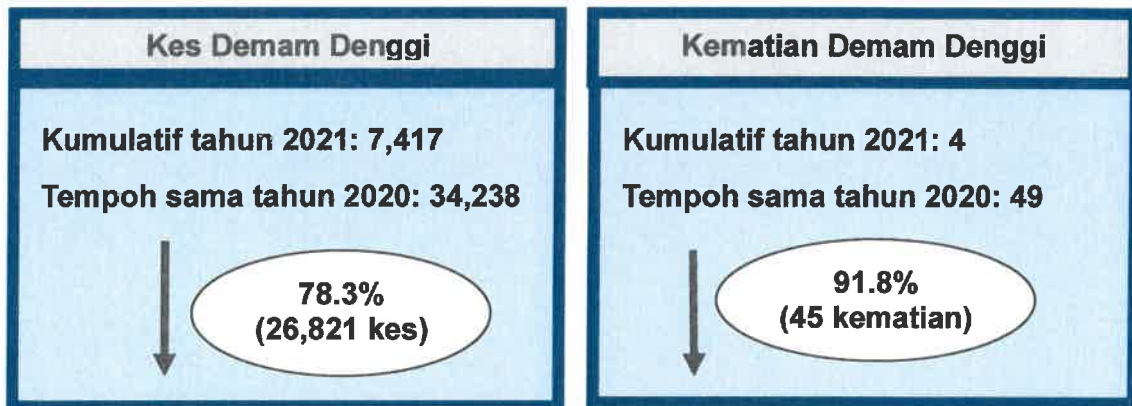 Kes Demam Denggi
Kumulatif tahun 2021: 7,417
Tempoh sama tahun 2020: 34,238
78.3%
(26,821 kes)
Kematian Demam Denggi
Kumulatif tahun 2021: 4
Tempoh sama tahun 2020: 49
91.8%
(45 kematian)